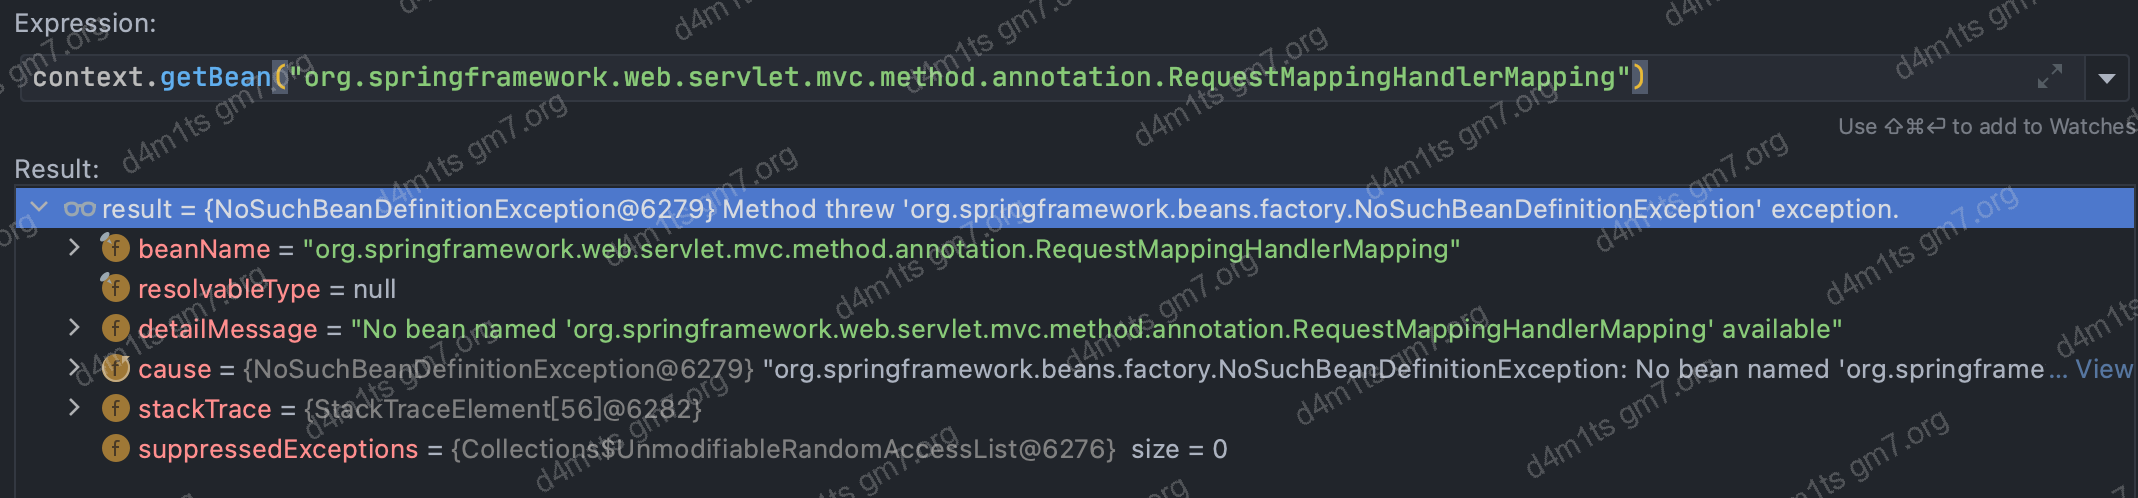 Expression:
context.getBean("org.springframework.web.servlet.mvc.method.annotation.RequestMappingHandlerMapping")
Use ⇧⌘⏎ to add to Watches
Result:
result = {NoSuchBeanDefinitionException@6279} Method threw 'org.springframework.beans.factory.NoSuchBeanDefinitionException' exception.
beanName = "org.springframework.web.servlet.mvc.method.annotation.RequestMappingHandlerMapping"
resolvableType = null
detailMessage = "No bean named 'org.springframework.web.servlet.mvc.method.annotation.RequestMappingHandlerMapping' available"
cause = {NoSuchBeanDefinitionException@6279} "org.springframework.beans.factory.NoSuchBeanDefinitionException: No bean named 'org.springframe... View
stackTrace = {StackTraceElement[56]@6282}
suppressedExceptions = {Collections$UnmodifiableRandomAccessList@6276} size = 0
d4m1ts gm7.org